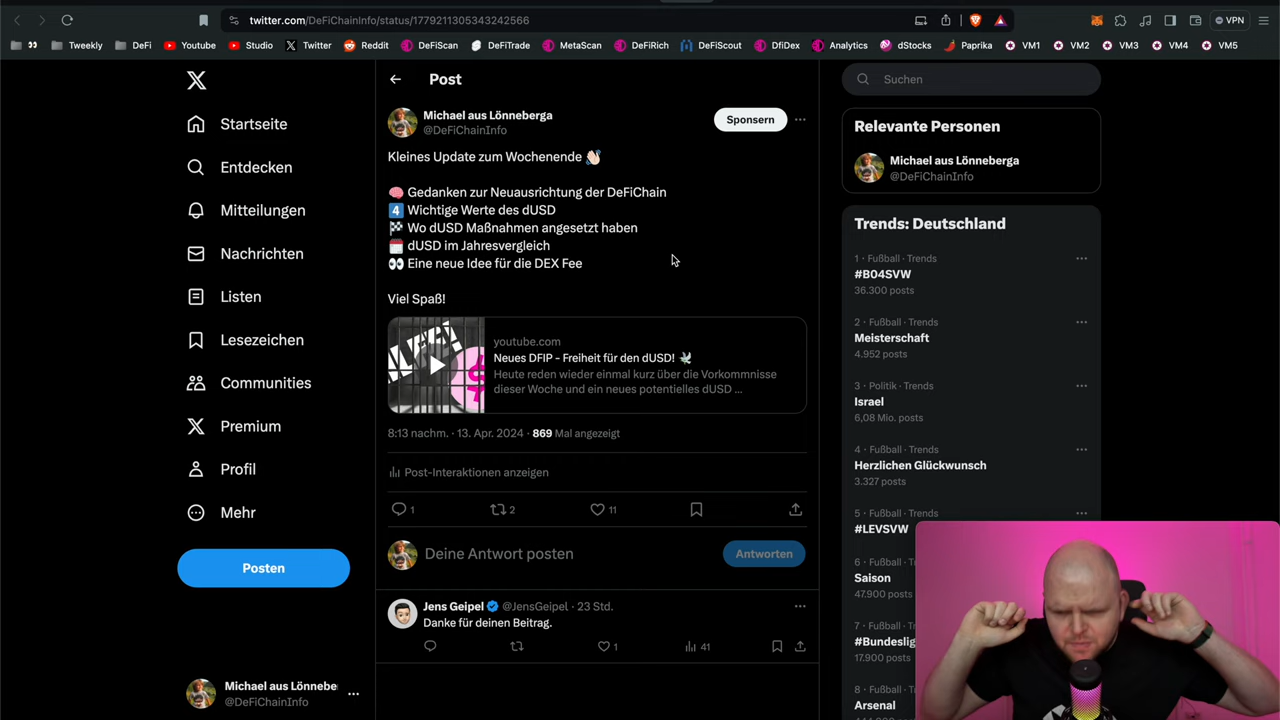 twitter.com/DeFiChainInfo/status/1779211305343242566
VPN
Tweekly
DeFi
Youtube
Studio
Twitter
Reddit
DeFiScan
DeFiTrade
MetaScan
DeFiRich
DeFiScout
DfiDex
Analytics
dStocks
Paprika
VM1
VM2
VM3
VM4
VM5
Startseite
Entdecken
Mitteilungen
Nachrichten
Listen
Lesezeichen
Communities
Premium
Profil
Mehr
Posten
Michael aus Lönnebe
@DeFiChainInfo
Post
Michael aus Lönneberga
@DeFiChainInfo
Sponsern
Kleines Update zum Wochenende 👋🏻
🧠 Gedanken zur Neuausrichtung der DeFiChain
4️⃣ Wichtige Werte des dUSD
🏁 Wo dUSD Maßnahmen angesetzt haben
🗓️ dUSD im Jahresvergleich
👀 Eine neue Idee für die DEX Fee
Viel Spaß!
youtube.com
Neues DFIP - Freiheit für den dUSD! 🕊️
Heute reden wieder einmal kurz über die Vorkommnisse
dieser Woche und ein neues potentielles dUSD ...
8:13 nachm. · 13. Apr. 2024 · 869 Mal angezeigt
Post-Interaktionen anzeigen
1
2
11
Deine Antwort posten
Antworten
Jens Geipel @JensGeipel · 23 Std.
Danke für deinen Beitrag.
1
41
Suchen
Relevante Personen
Michael aus Lönneberga
@DeFiChainInfo
Trends: Deutschland
1 · Fußball · Trends
#B04SVW
36.300 posts
2 · Fußball · Trends
Meisterschaft
4.952 posts
3 · Politik · Trends
Israel
6,08 Mio. posts
4 · Fußball · Trends
Herzlichen Glückwunsch
3.327 posts
5 · Fußball · Trends
#LEVSVW
6 · Fußball
Saison
47.900 posts
7 · Fußball
#Bundeslig
17.900 posts
8 · Fußball
Arsenal